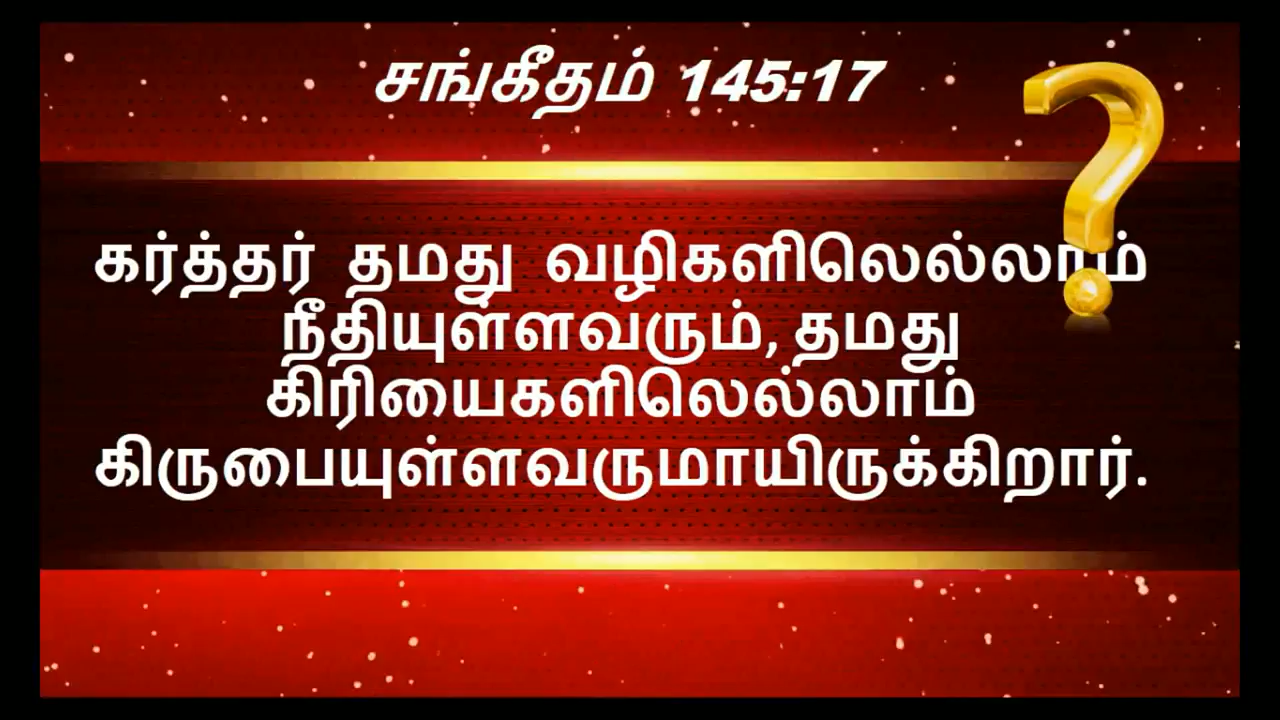 சங்கீதம் 145:17
கர்த்தர் தமது வழிகளிலெல்லாம்
நீதியுள்ளவரும், தமது
கிரியைகளிலெல்லாம்
கிருபையுள்ளவருமாயிருக்கிறார்.